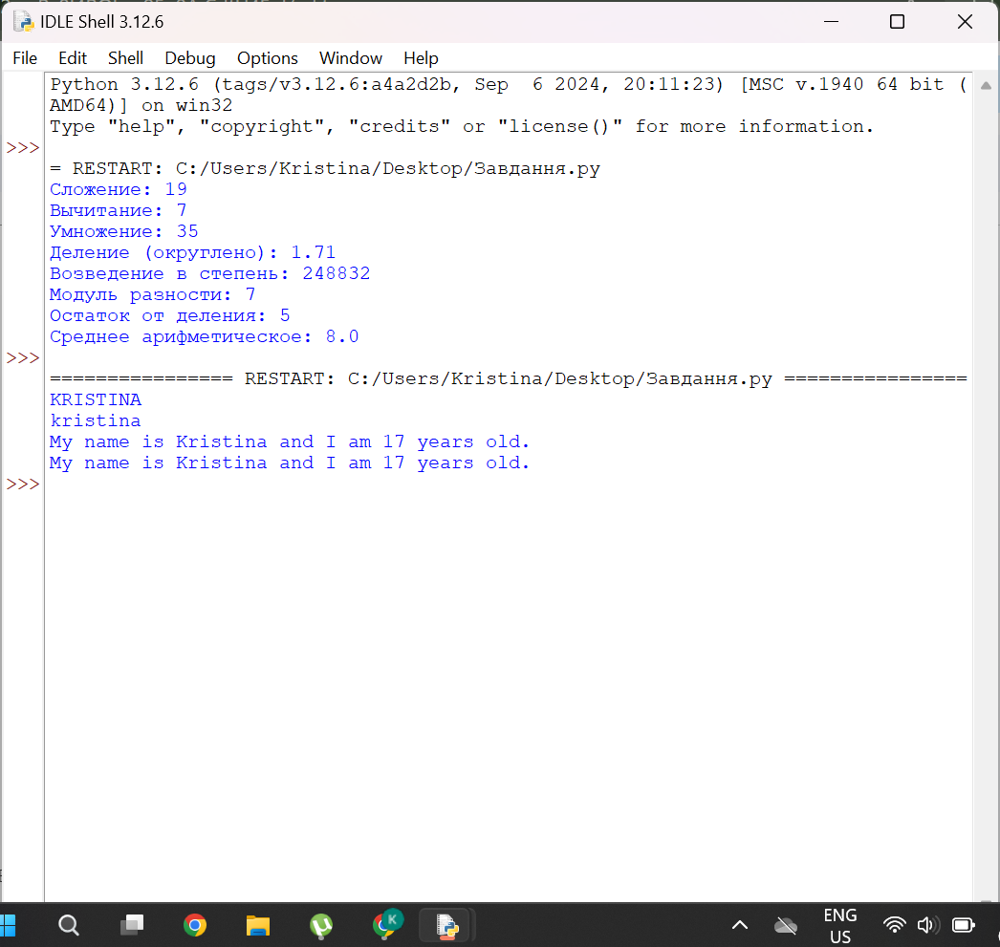 IDLE Shell 3.12.6
File Edit Shell Debug Options Window Help
Python 3.12.6 (tags/v3.12.6:a4a2d2b, Sep  6 2024, 20:11:23) [MSC v.1940 64 bit (
AMD64)] on win32
Type "help", "copyright", "credits" or "license()" for more information.
>>>
= RESTART: C:/Users/Kristina/Desktop/Завдання.py
Сложение: 19
Вычитание: 7
Умножение: 35
Деление (округлено): 1.71
Возведение в степень: 248832
Модуль разности: 7
Остаток от деления: 5
Среднее арифметическое: 8.0
>>>
================ RESTART: C:/Users/Kristina/Desktop/Завдання.py ================
KRISTINA
kristina
My name is Kristina and I am 17 years old.
My name is Kristina and I am 17 years old.
>>>
K
ENG
US